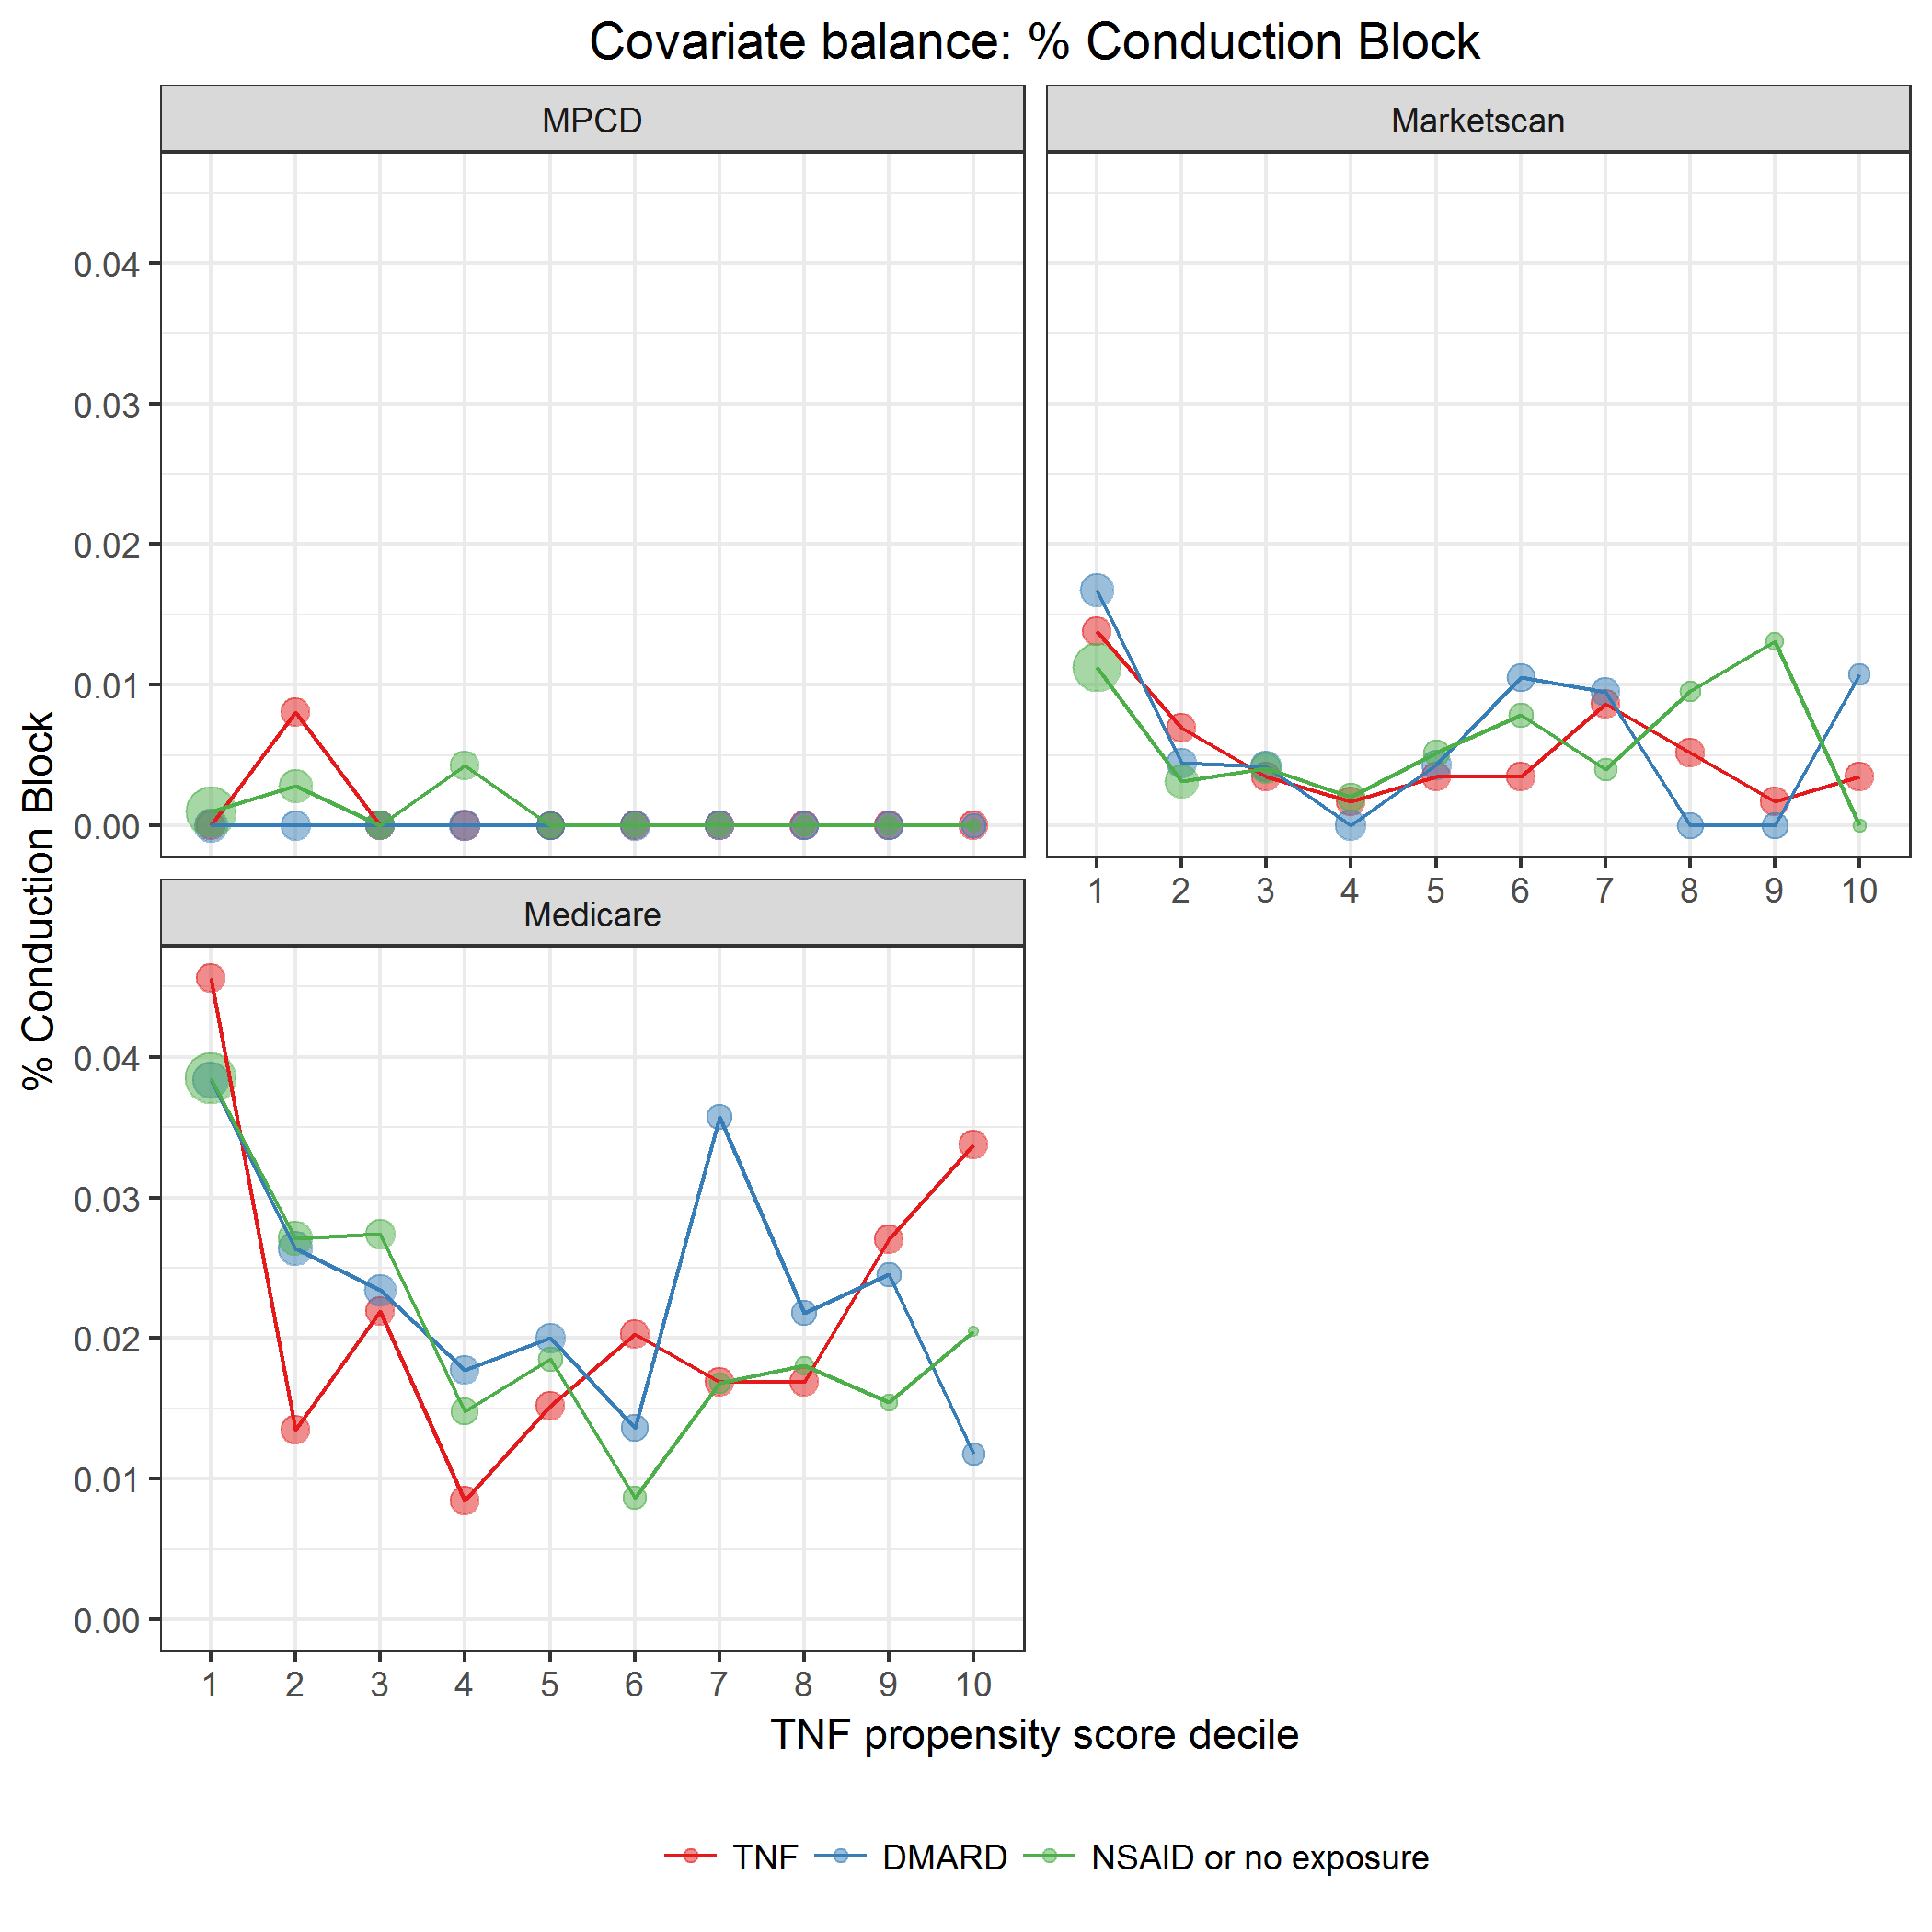 Covariate balance: % Conduction Block
MPCD
Marketscan
0.04
0.03
0.02
0.01
0.00
1 2 3 4 5 6 7 8 9 10
% Conduction Block
Medicare
0.04
0.03
0.02
0.01
0.00
1 2 3 4 5 6 7 8 9 10
TNF propensity score decile
TNF DMARD NSAID or no exposure